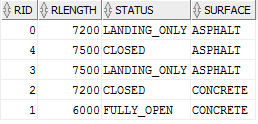 RID RLENGTH STATUS SURFACE
0 7200 LANDING_ONLY ASPHALT
4 7500 CLOSED ASPHALT
3 7500 LANDING_ONLY ASPHALT
2 7200 CLOSED CONCRETE
1 6000 FULLY_OPEN CONCRETE